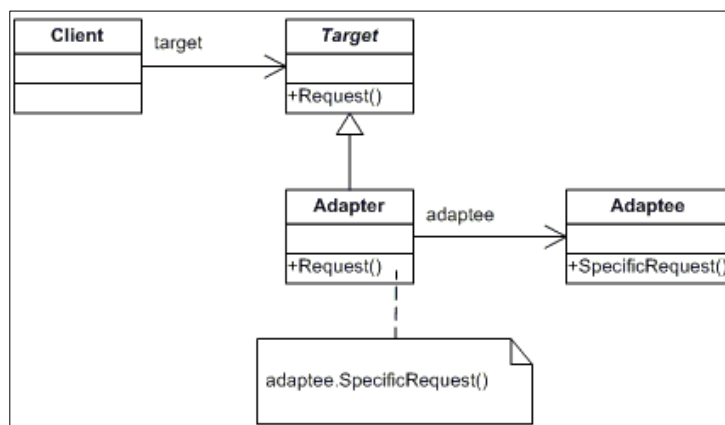 Client
target
Target
+Request()
Adapter
adaptee
Adaptee
+Request()
+SpecificRequest()
adaptee.SpecificRequest()